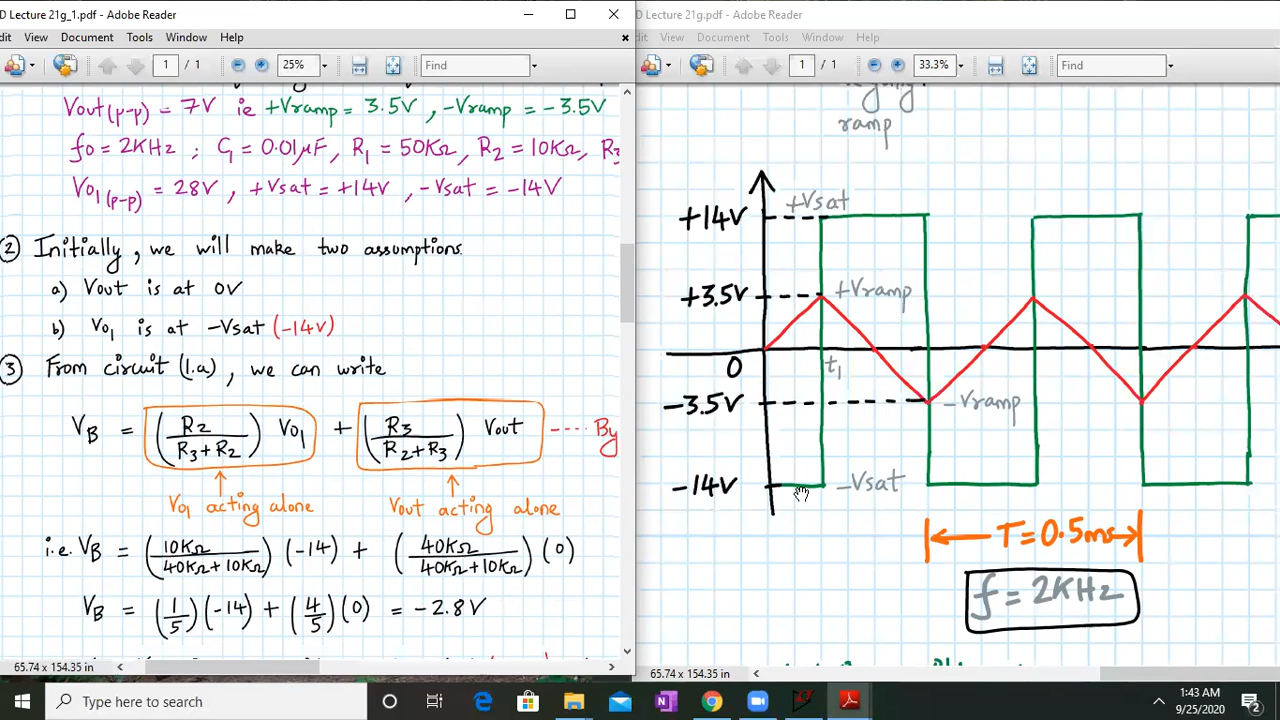 D Lecture 21g_1.pdf - Adobe Reader
dit View Document Tools Window Help
1 / 1 25% Find
Vout(p-p) = 7V ie +Vramp = 3.5V, -Vramp = -3.5V
fo = 2KHz ; C1 = 0.01μF, R1 = 50KΩ, R2 = 10KΩ, R3
Vo1(p-p) = 28V, +Vsat = +14V, -Vsat = -14V
② Initially, we will make two assumptions.
a) Vout is at 0V
b) Vo1 is at -Vsat (-14V)
③ From circuit (1.a), we can write
VB = (R2 / R3+R2) Vo1 + (R3 / R2+R3) Vout ---- By
Vo1 acting alone Vout acting alone
i.e. VB = (10KΩ / 40KΩ+10KΩ) (-14) + (40KΩ / 40KΩ+10KΩ) (0)
VB = (1/5)(-14) + (4/5)(0) = -2.8V
65.74 x 154.35 in
D Lecture 21g.pdf - Adobe Reader
dit View Document Tools Window Help
1 / 1 33.3% Find
ramp
+Vsat
+14V
+3.5V
+Vramp
0
t1
-3.5V
-Vramp
-14V
-Vsat
T = 0.5ms
f = 2KHz
65.74 x 154.35 in
Type here to search
1:43 AM
9/25/2020
2